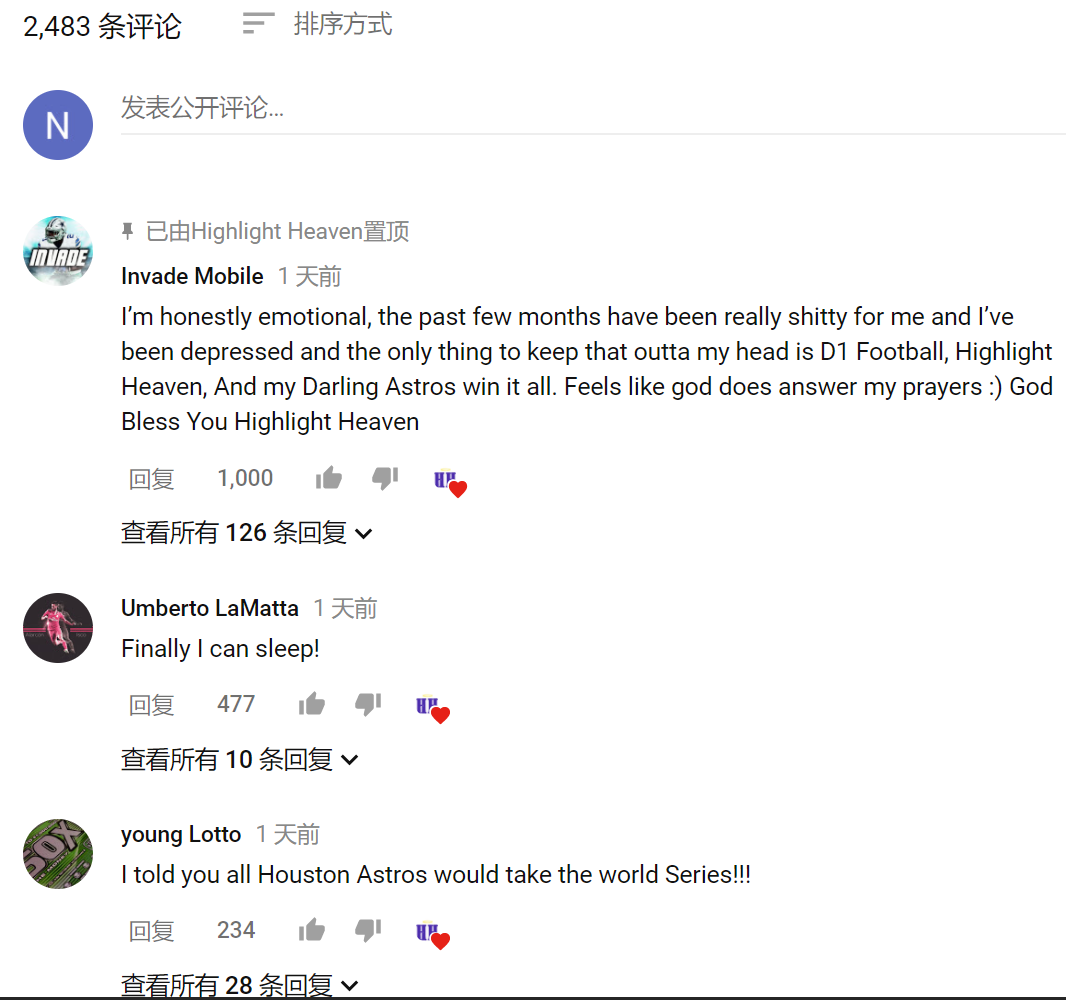 2,483 条评论 排序方式
N 发表公开评论...
已由Highlight Heaven置顶
INVADE
Invade Mobile 1 天前
I’m honestly emotional, the past few months have been really shitty for me and I’ve
been depressed and the only thing to keep that outta my head is D1 Football, Highlight
Heaven, And my Darling Astros win it all. Feels like god does answer my prayers :) God
Bless You Highlight Heaven
回复 1,000
查看所有 126 条回复
Umberto LaMatta 1 天前
Finally I can sleep!
回复 477
查看所有 10 条回复
young Lotto 1 天前
SOX
I told you all Houston Astros would take the world Series!!!
回复 234
查看所有 28 条回复